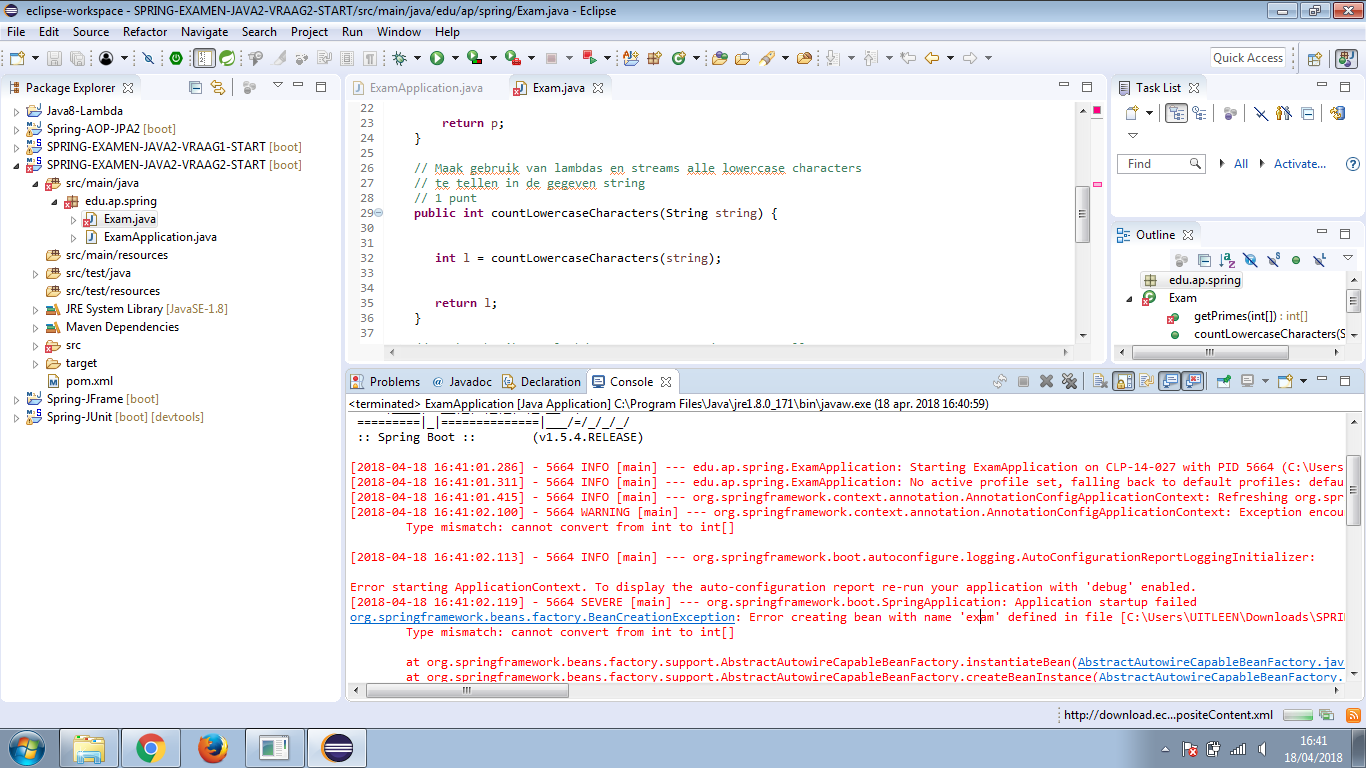 eclipse-workspace - SPRING-EXAMEN-JAVA2-VRAAG2-START/src/main/java/edu/ap/spring/Exam.java - Eclipse
File Edit Source Refactor Navigate Search Project Run Window Help
Quick Access
Package Explorer
Java8-Lambda
Spring-AOP-JPA2 [boot]
SPRING-EXAMEN-JAVA2-VRAAG1-START [boot]
SPRING-EXAMEN-JAVA2-VRAAG2-START [boot]
src/main/java
edu.ap.spring
Exam.java
ExamApplication.java
src/main/resources
src/test/java
src/test/resources
JRE System Library [JavaSE-1.8]
Maven Dependencies
src
target
pom.xml
Spring-JFrame [boot]
Spring-JUnit [boot] [devtools]
ExamApplication.java
Exam.java
22
23 return p;
24 }
25
26 // Maak gebruik van lambdas en streams alle lowercase characters
27 // te tellen in de gegeven string
28 // 1 punt
29 public int countLowercaseCharacters(String string) {
30
31
32 int l = countLowercaseCharacters(string);
33
34
35 return l;
36 }
37
Task List
Find
All
Activate...
Outline
edu.ap.spring
Exam
getPrimes(int[]) : int[]
countLowercaseCharacters(S
Problems
@ Javadoc
Declaration
Console
<terminated> ExamApplication [Java Application] C:\Program Files\Java\jre1.8.0_171\bin\javaw.exe (18 apr. 2018 16:40:59)
=========|_|==============|___/=/_/_/_/
:: Spring Boot :: (v1.5.4.RELEASE)
[2018-04-18 16:41:01.286] - 5664 INFO [main] --- edu.ap.spring.ExamApplication: Starting ExamApplication on CLP-14-027 with PID 5664 (C:\Users
[2018-04-18 16:41:01.311] - 5664 INFO [main] --- edu.ap.spring.ExamApplication: No active profile set, falling back to default profiles: defau
[2018-04-18 16:41:01.415] - 5664 INFO [main] --- org.springframework.context.annotation.AnnotationConfigApplicationContext: Refreshing org.spr
[2018-04-18 16:41:02.100] - 5664 WARNING [main] --- org.springframework.context.annotation.AnnotationConfigApplicationContext: Exception encou
Type mismatch: cannot convert from int to int[]
[2018-04-18 16:41:02.113] - 5664 INFO [main] --- org.springframework.boot.autoconfigure.logging.AutoConfigurationReportLoggingInitializer:
Error starting ApplicationContext. To display the auto-configuration report re-run your application with 'debug' enabled.
[2018-04-18 16:41:02.119] - 5664 SEVERE [main] --- org.springframework.boot.SpringApplication: Application startup failed
org.springframework.beans.factory.BeanCreationException: Error creating bean with name 'exam' defined in file [C:\Users\UITLEEN\Downloads\SPRI
Type mismatch: cannot convert from int to int[]
at org.springframework.beans.factory.support.AbstractAutowireCapableBeanFactory.instantiateBean(AbstractAutowireCapableBeanFactory.jav
at org.springframework.beans.factory.support.AbstractAutowireCapableBeanFactory.createBeanInstance(AbstractAutowireCapableBeanFactory.
http://download.ec...positeContent.xml
16:41
18/04/2018